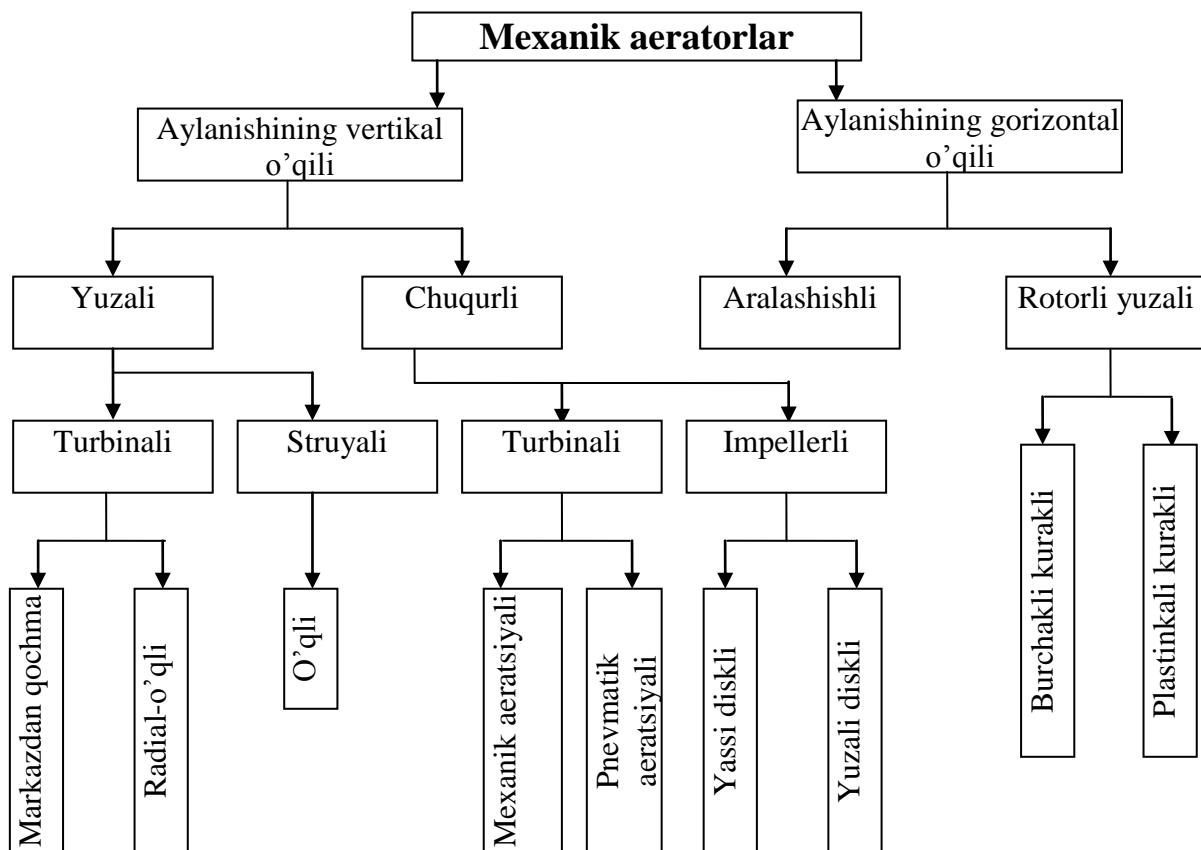 Mexanik aeratorlar
Aylanishining vertikal
o’qili
Aylanishining gorizontal
o’qili
Yuzali
Chuqurli
Aralashishli
Rotorli yuzali
Turbinali
Struyali
Turbinali
Impellerli
Markazdan qochma
Radial-o’qli
O’qli
Mexanik aeratsiyali
Pnevmatik
aeratsiyali
Yassi diskli
Yuzali diskli
Burchakli kurakli
Plastinkali kurakli